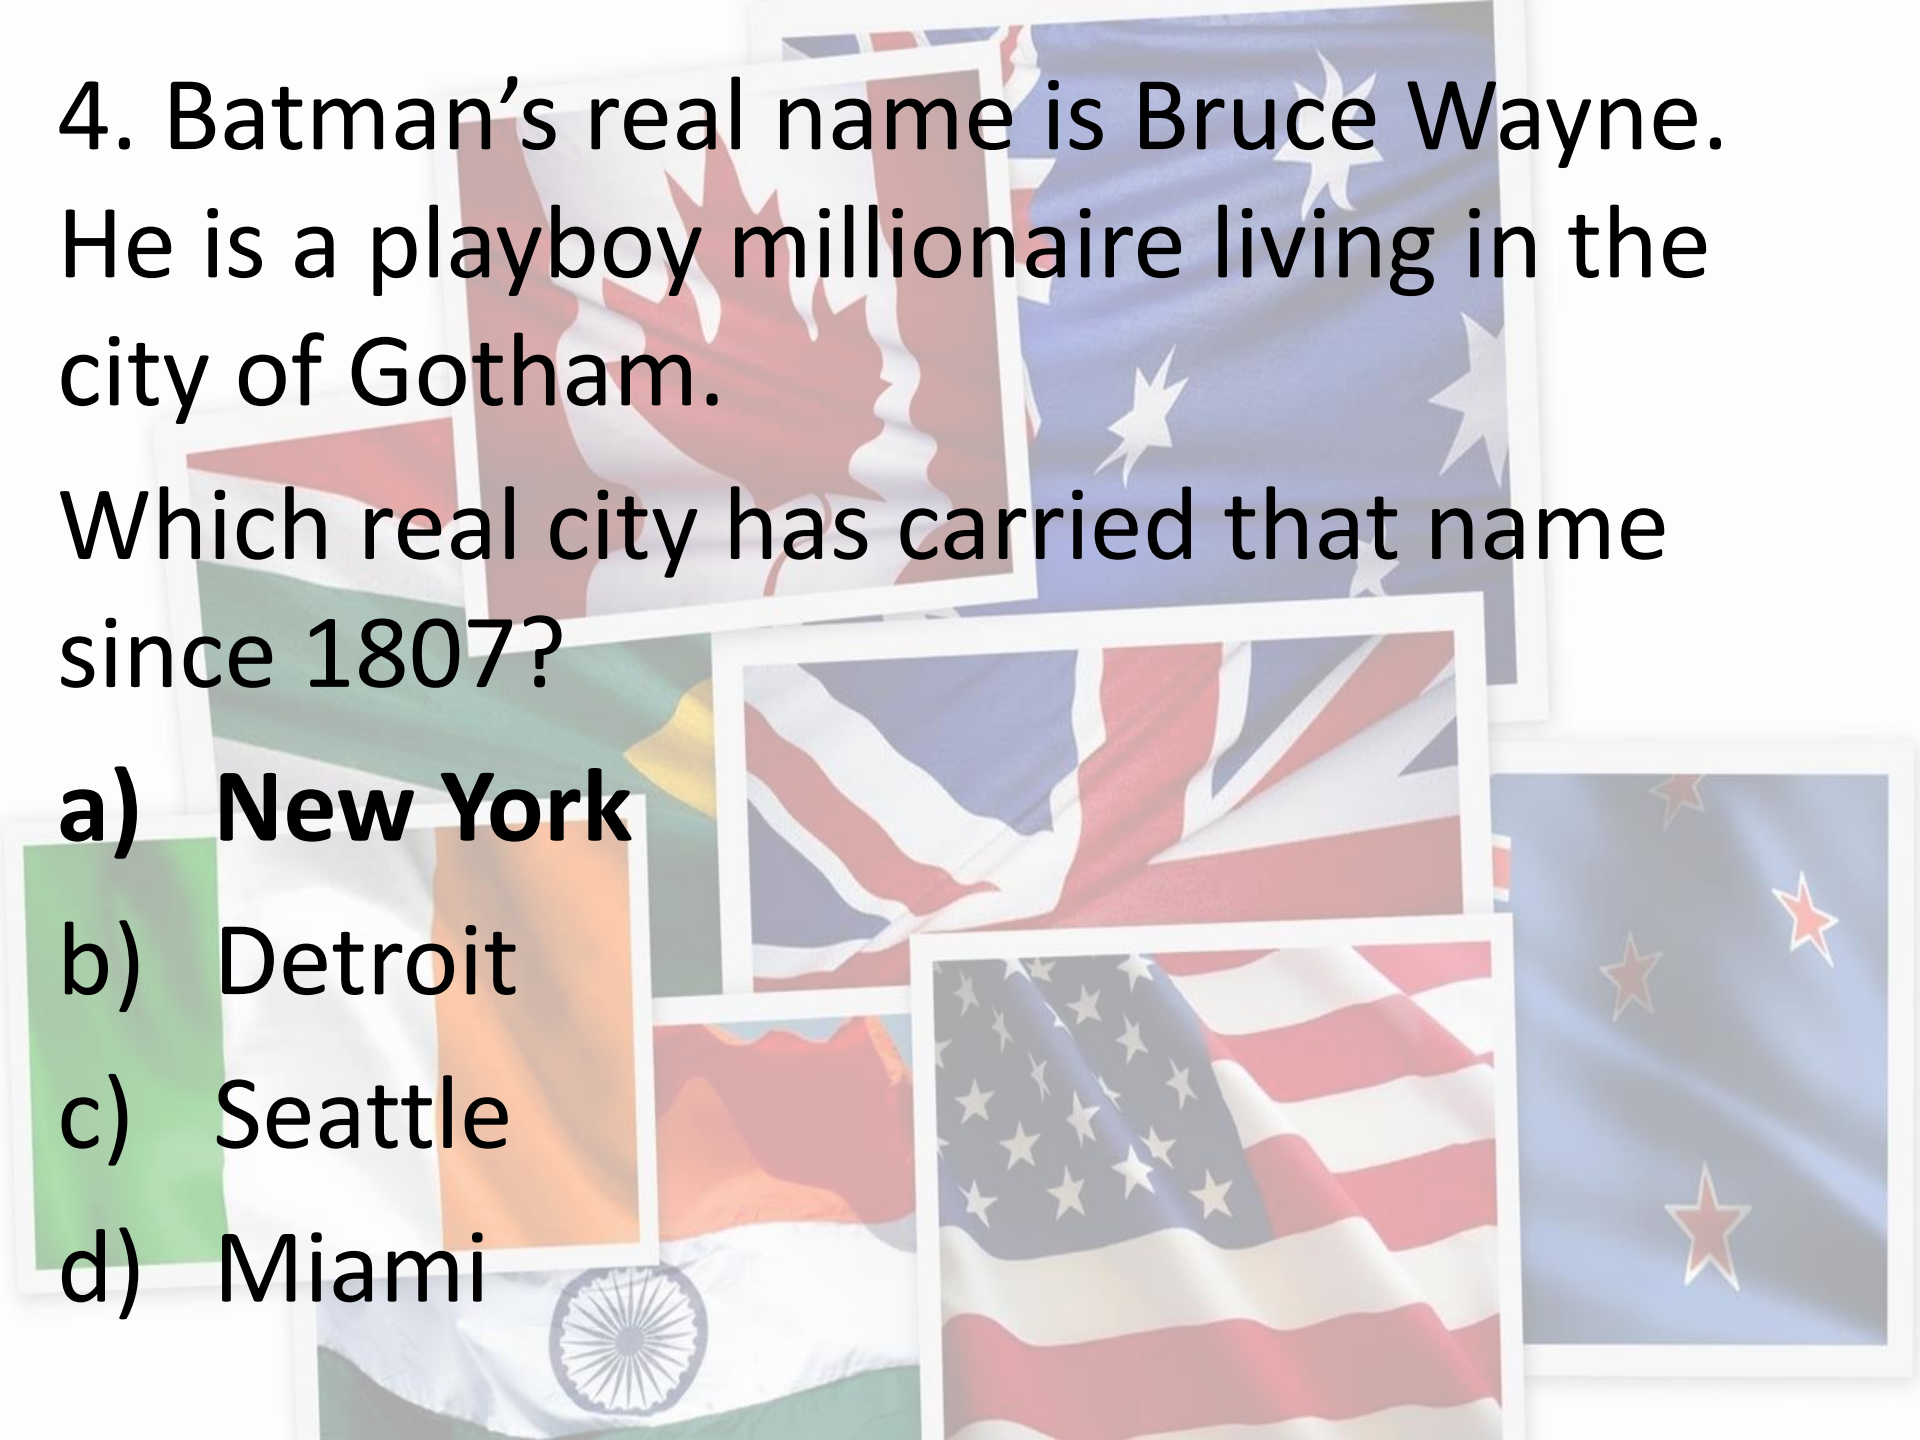 4. Batman’s real name is Bruce Wayne.
He is a playboy millionaire living in the
city of Gotham.
Which real city has carried that name
since 1807?
a) New York
b) Detroit
c) Seattle
d) Miami